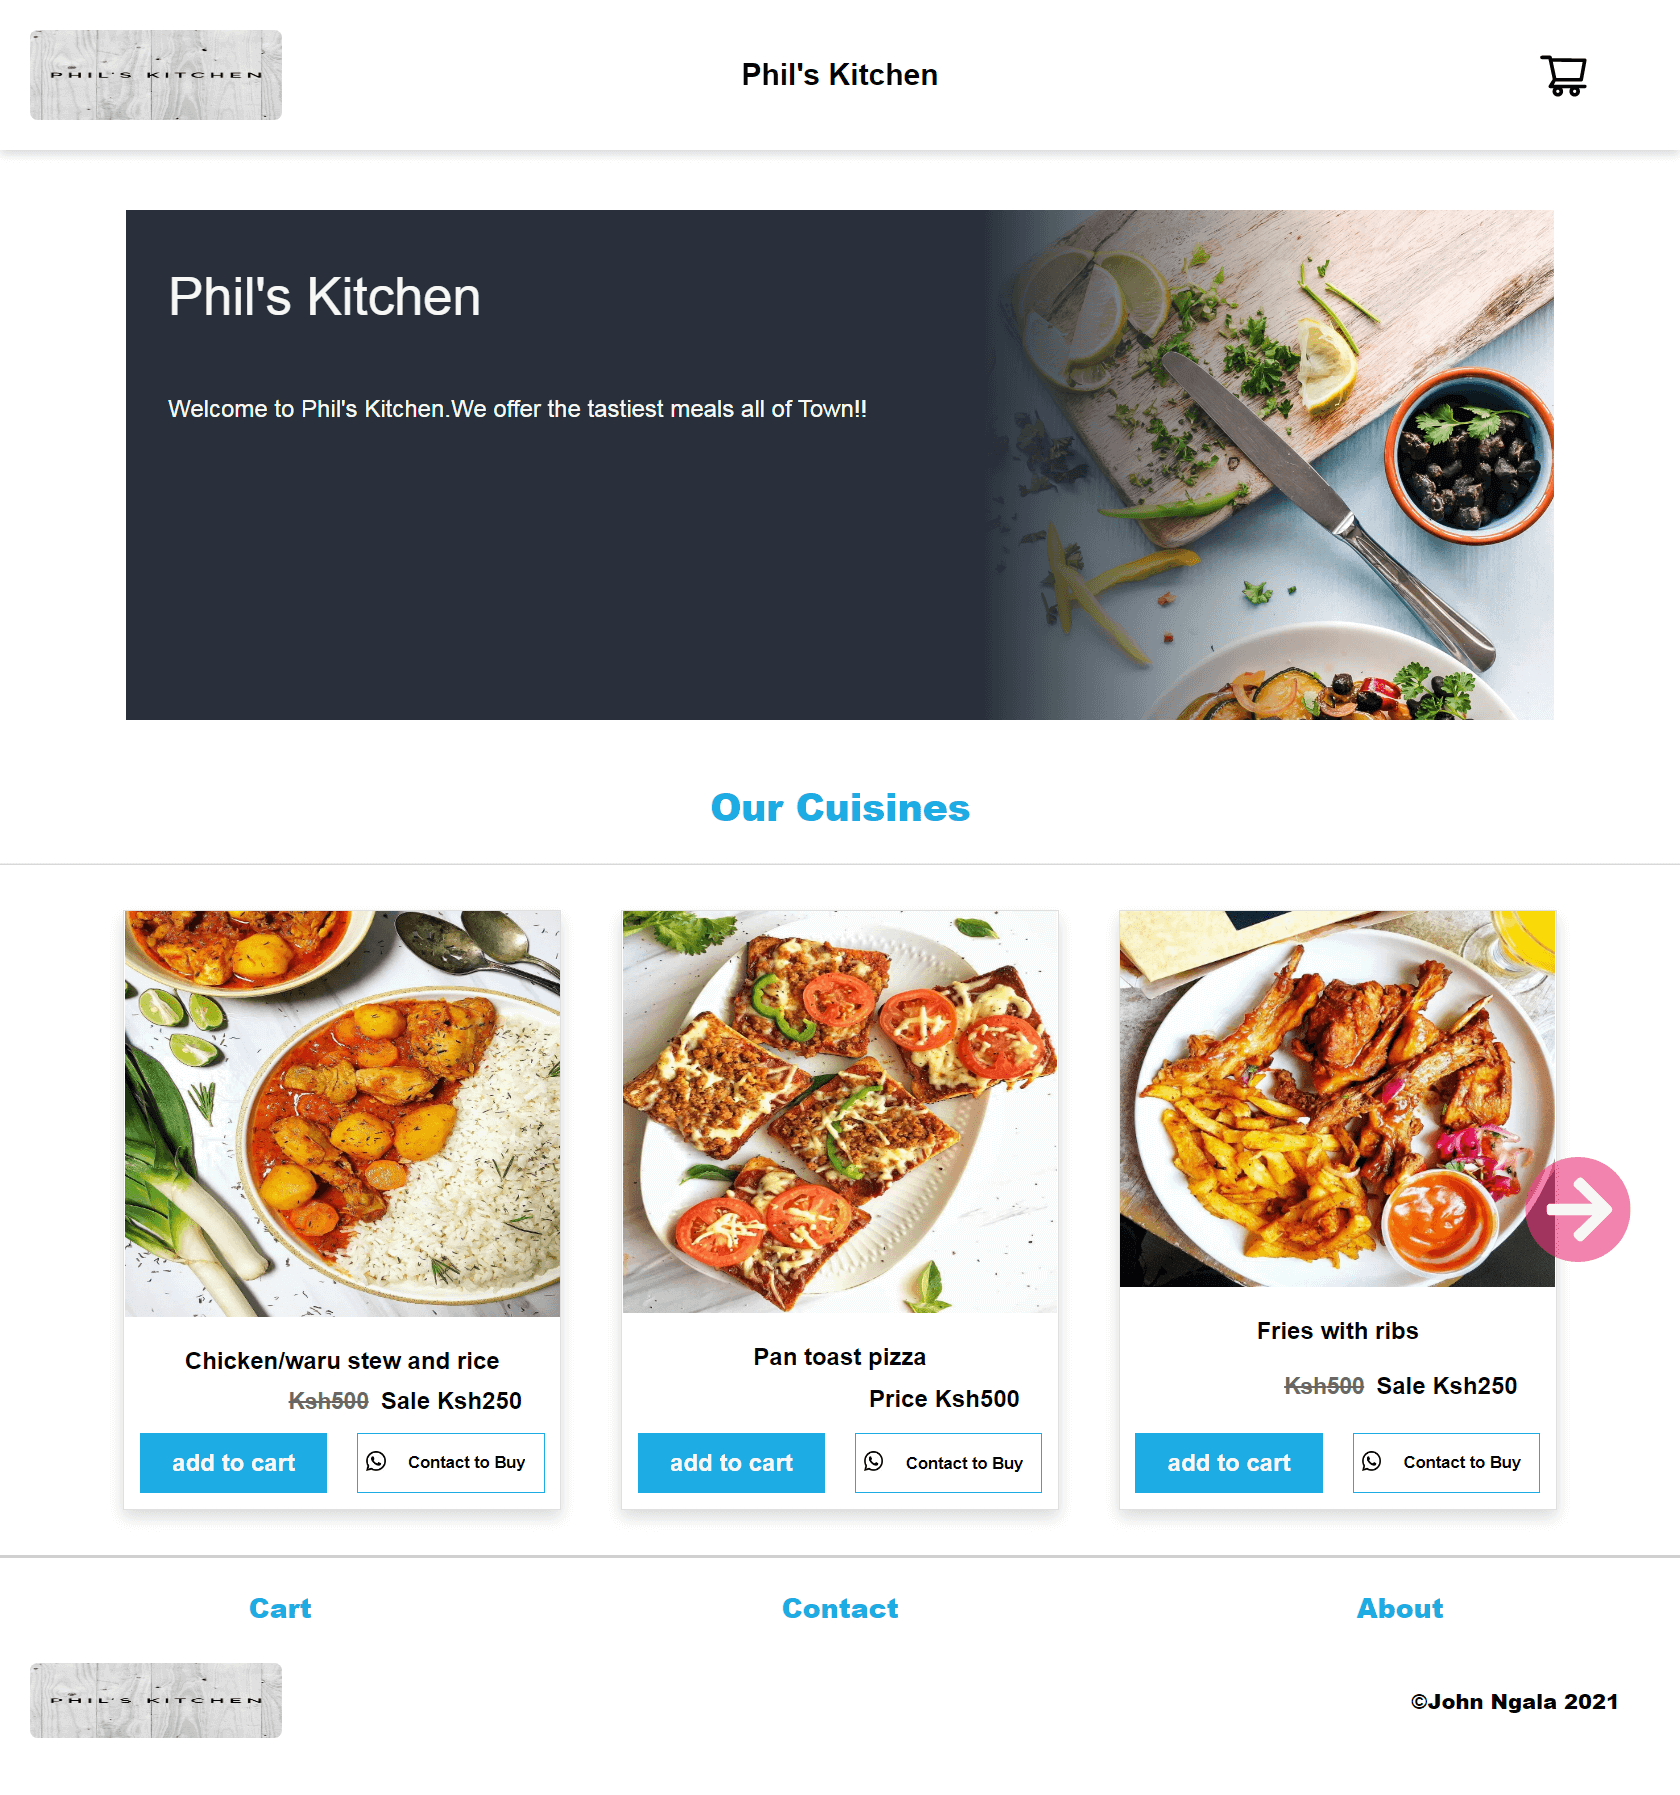 PHIL'S KITCHEN
Phil's Kitchen
Phil's Kitchen
Welcome to Phil's Kitchen.We offer the tastiest meals all of Town!!
Our Cuisines
Chicken/waru stew and rice
Ksh500 Sale Ksh250
add to cart
Contact to Buy
Pan toast pizza
Price Ksh500
add to cart
Contact to Buy
Fries with ribs
Ksh500 Sale Ksh250
add to cart
Contact to Buy
Cart
Contact
About
PHIL'S KITCHEN
©John Ngala 2021